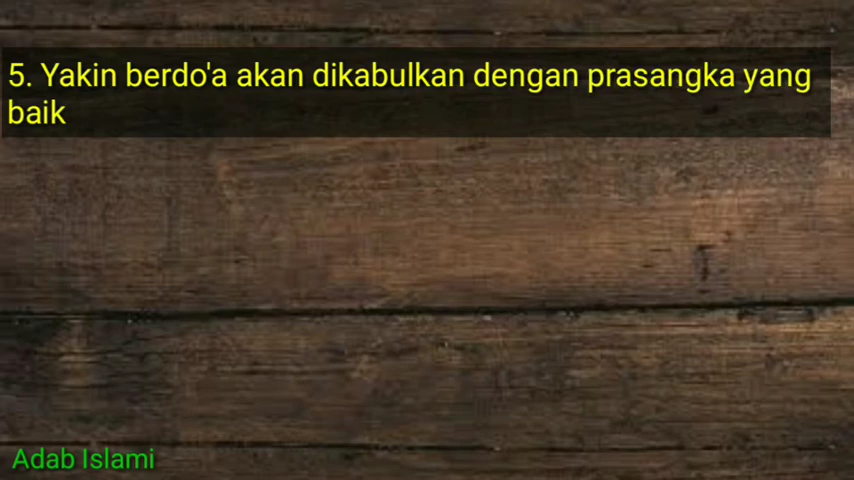 5. Yakin berdo'a akan dikabulkan dengan prasangka yang
baik
Adab Islami